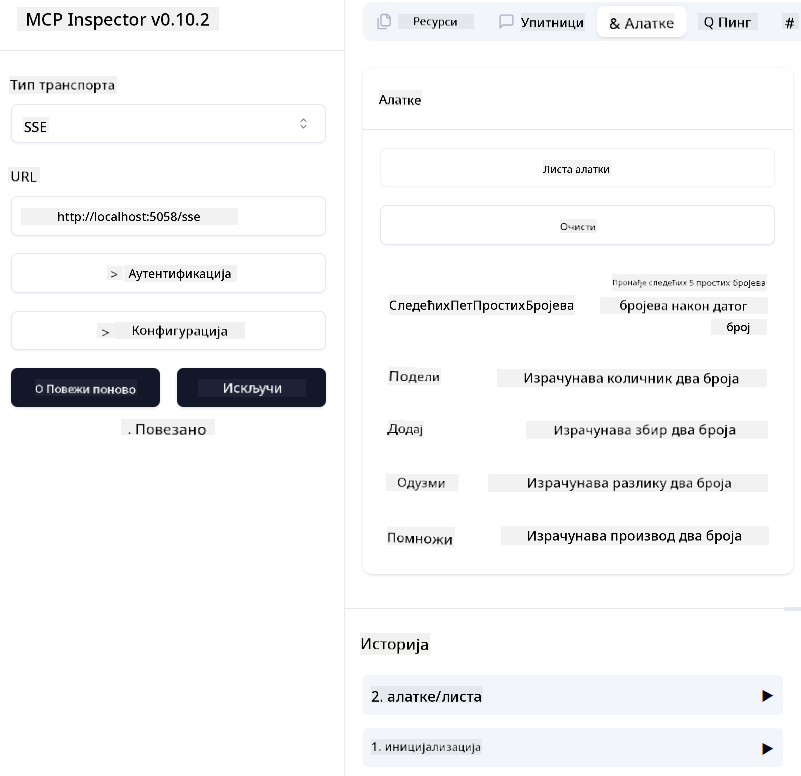 MCP Inspector v0.10.2
Тип транспорта
SSE
URL
http://localhost:5058/sse
> Аутентификација
> Конфигурација
О Повежи поново
Искључи
. Повезано
Ресурси
Упитници
& Алатке
Q Пинг
#
Алатке
Листа алатки
Очисти
СледећихПетПростихБројева
Пронађе следећих 5 простих бројева
бројева након датог
број
Подели
Израчунава количник два броја
Додај
Израчунава збир два броја
Одузми
Израчунава разлику два броја
Помножи
Израчунава производ два броја
Историја
2. алатке/листа
1. иницијализација